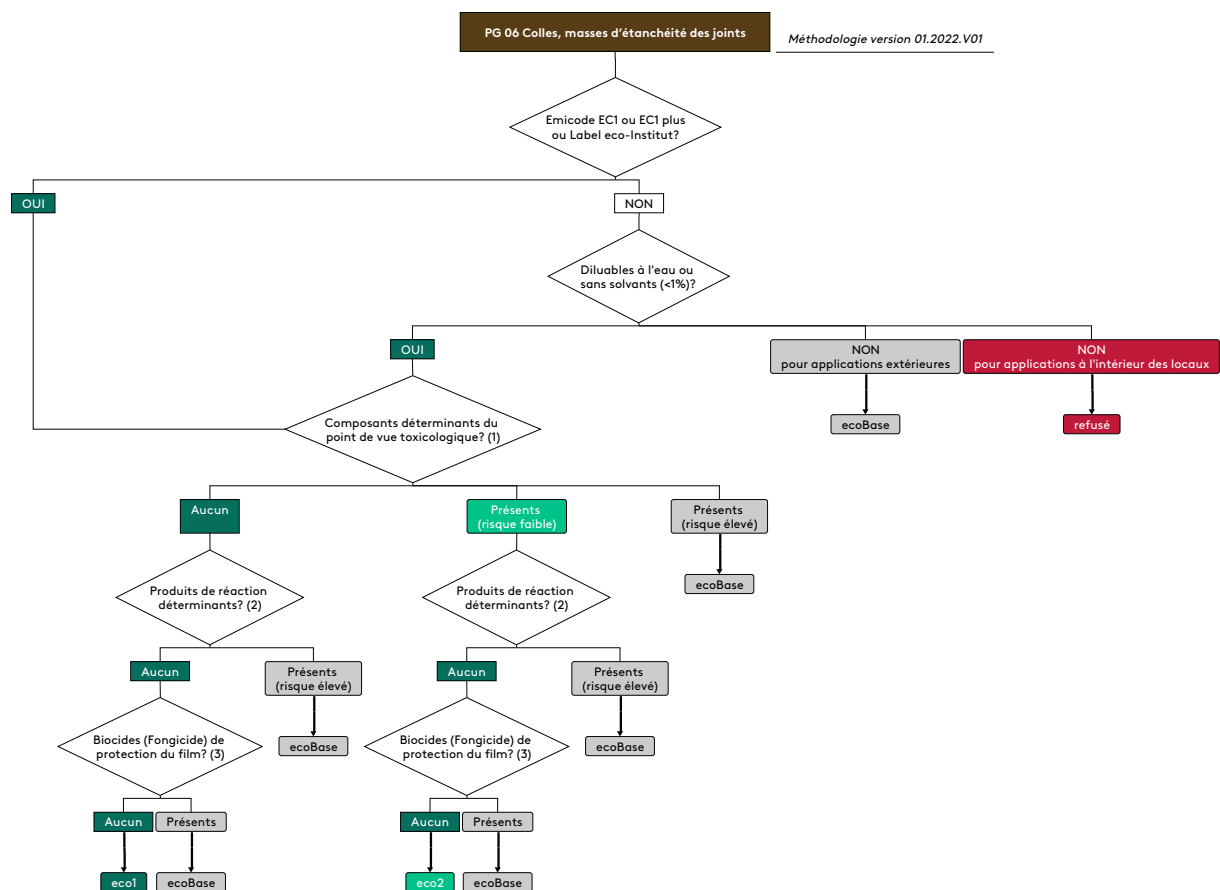 PG 06 Colles, masses d'étanchéité des joints
Méthodologie version 01.2022.V01
Emicode EC1 ou EC1 plus
ou Label eco-Institut?
OUI
NON
Diluables à l'eau ou
sans solvants (<1%)?
OUI
NON
pour applications extérieures
NON
pour applications à l'intérieur des locaux
ecoBase
refusé
Composants déterminants du
point de vue toxicologique? (1)
Aucun
Présents
(risque faible)
Présents
(risque élevé)
ecoBase
Produits de réaction
déterminants? (2)
Produits de réaction
déterminants? (2)
Aucun
Présents
(risque élevé)
Aucun
Présents
(risque élevé)
Biocides (Fongicide) de
protection du film? (3)
ecoBase
Biocides (Fongicide) de
protection du film? (3)
ecoBase
Aucun
Présents
Aucun
Présents
eco1
ecoBase
eco2
ecoBase